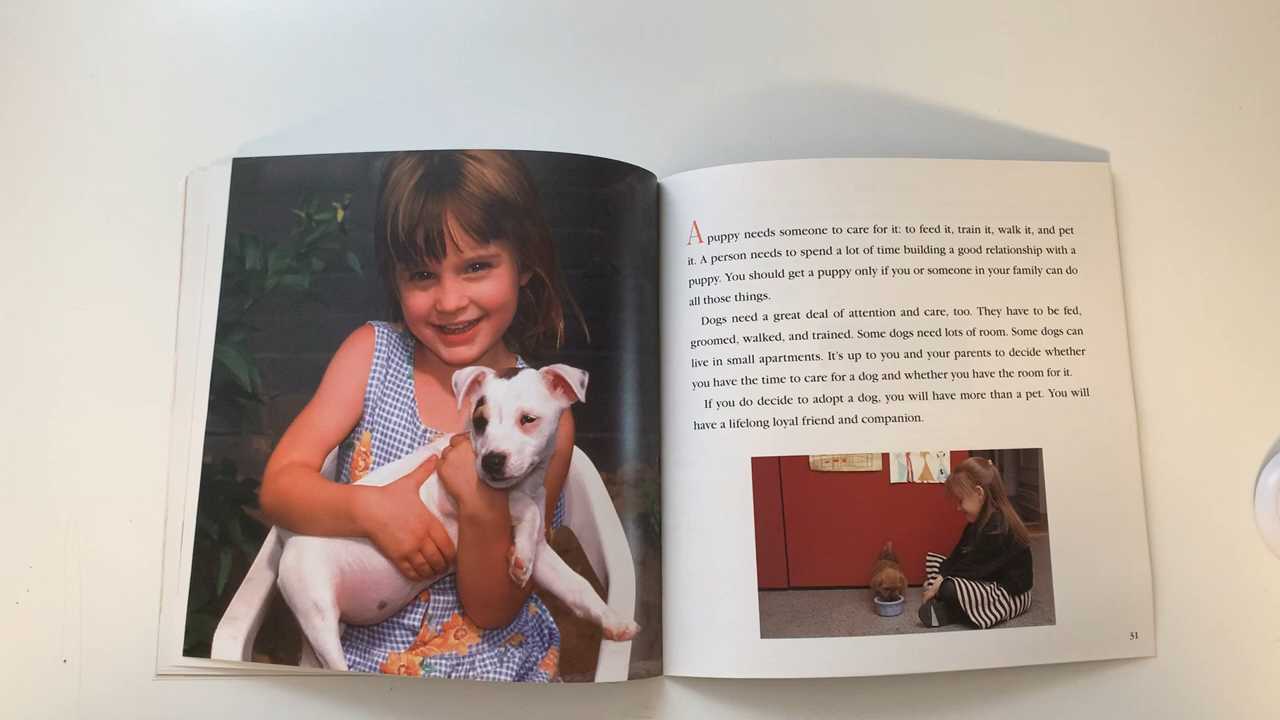 A puppy needs someone to care for it: to feed it, train it, walk it, and pet
it. A person needs to spend a lot of time building a good relationship with a
puppy. You should get a puppy only if you or someone in your family can do
all those things.
Dogs need a great deal of attention and care, too. They have to be fed,
groomed, walked, and trained. Some dogs need lots of room. Some dogs can
live in small apartments. It's up to you and your parents to decide whether
you have the time to care for a dog and whether you have the room for it.
If you do decide to adopt a dog, you will have more than a pet. You will
have a lifelong loyal friend and companion.
31